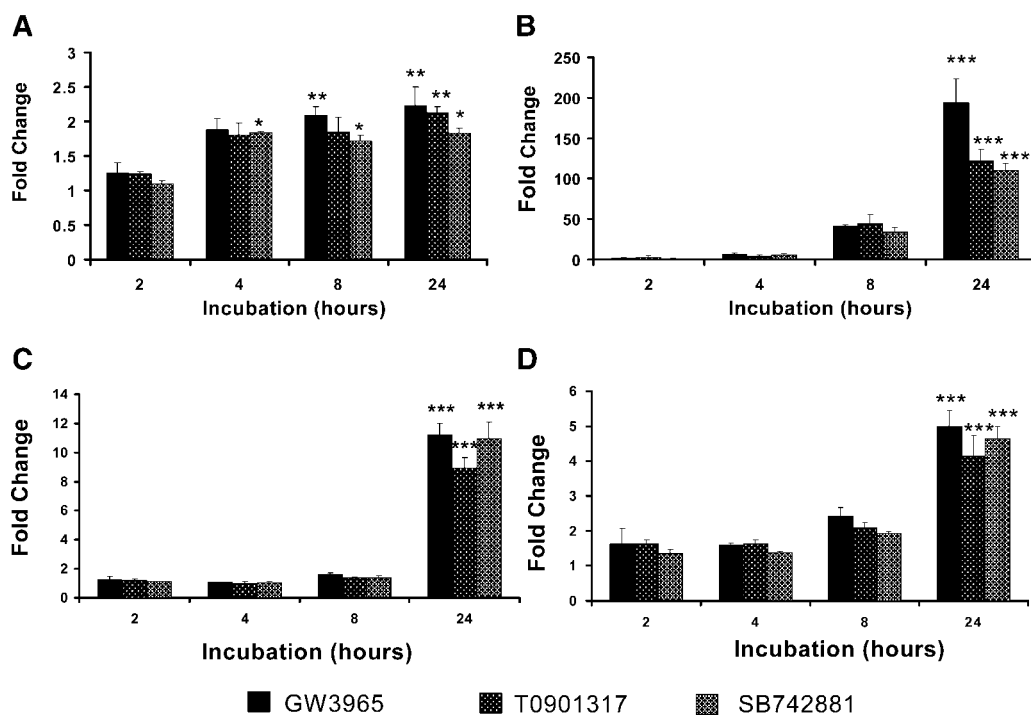 A
Fold Change
3
2.5
2
1.5
1
0.5
0
* ** * ** ** *
2 4 8 24
Incubation (hours)
B
Fold Change
250
200
150
100
50
0
*** *** ***
2 4 8 24
Incubation (hours)
C
Fold Change
14
12
10
8
6
4
2
0
*** *** ***
2 4 8 24
Incubation (hours)
D
Fold Change
6
5
4
3
2
1
0
*** *** ***
2 4 8 24
Incubation (hours)
GW3965 T0901317 SB742881